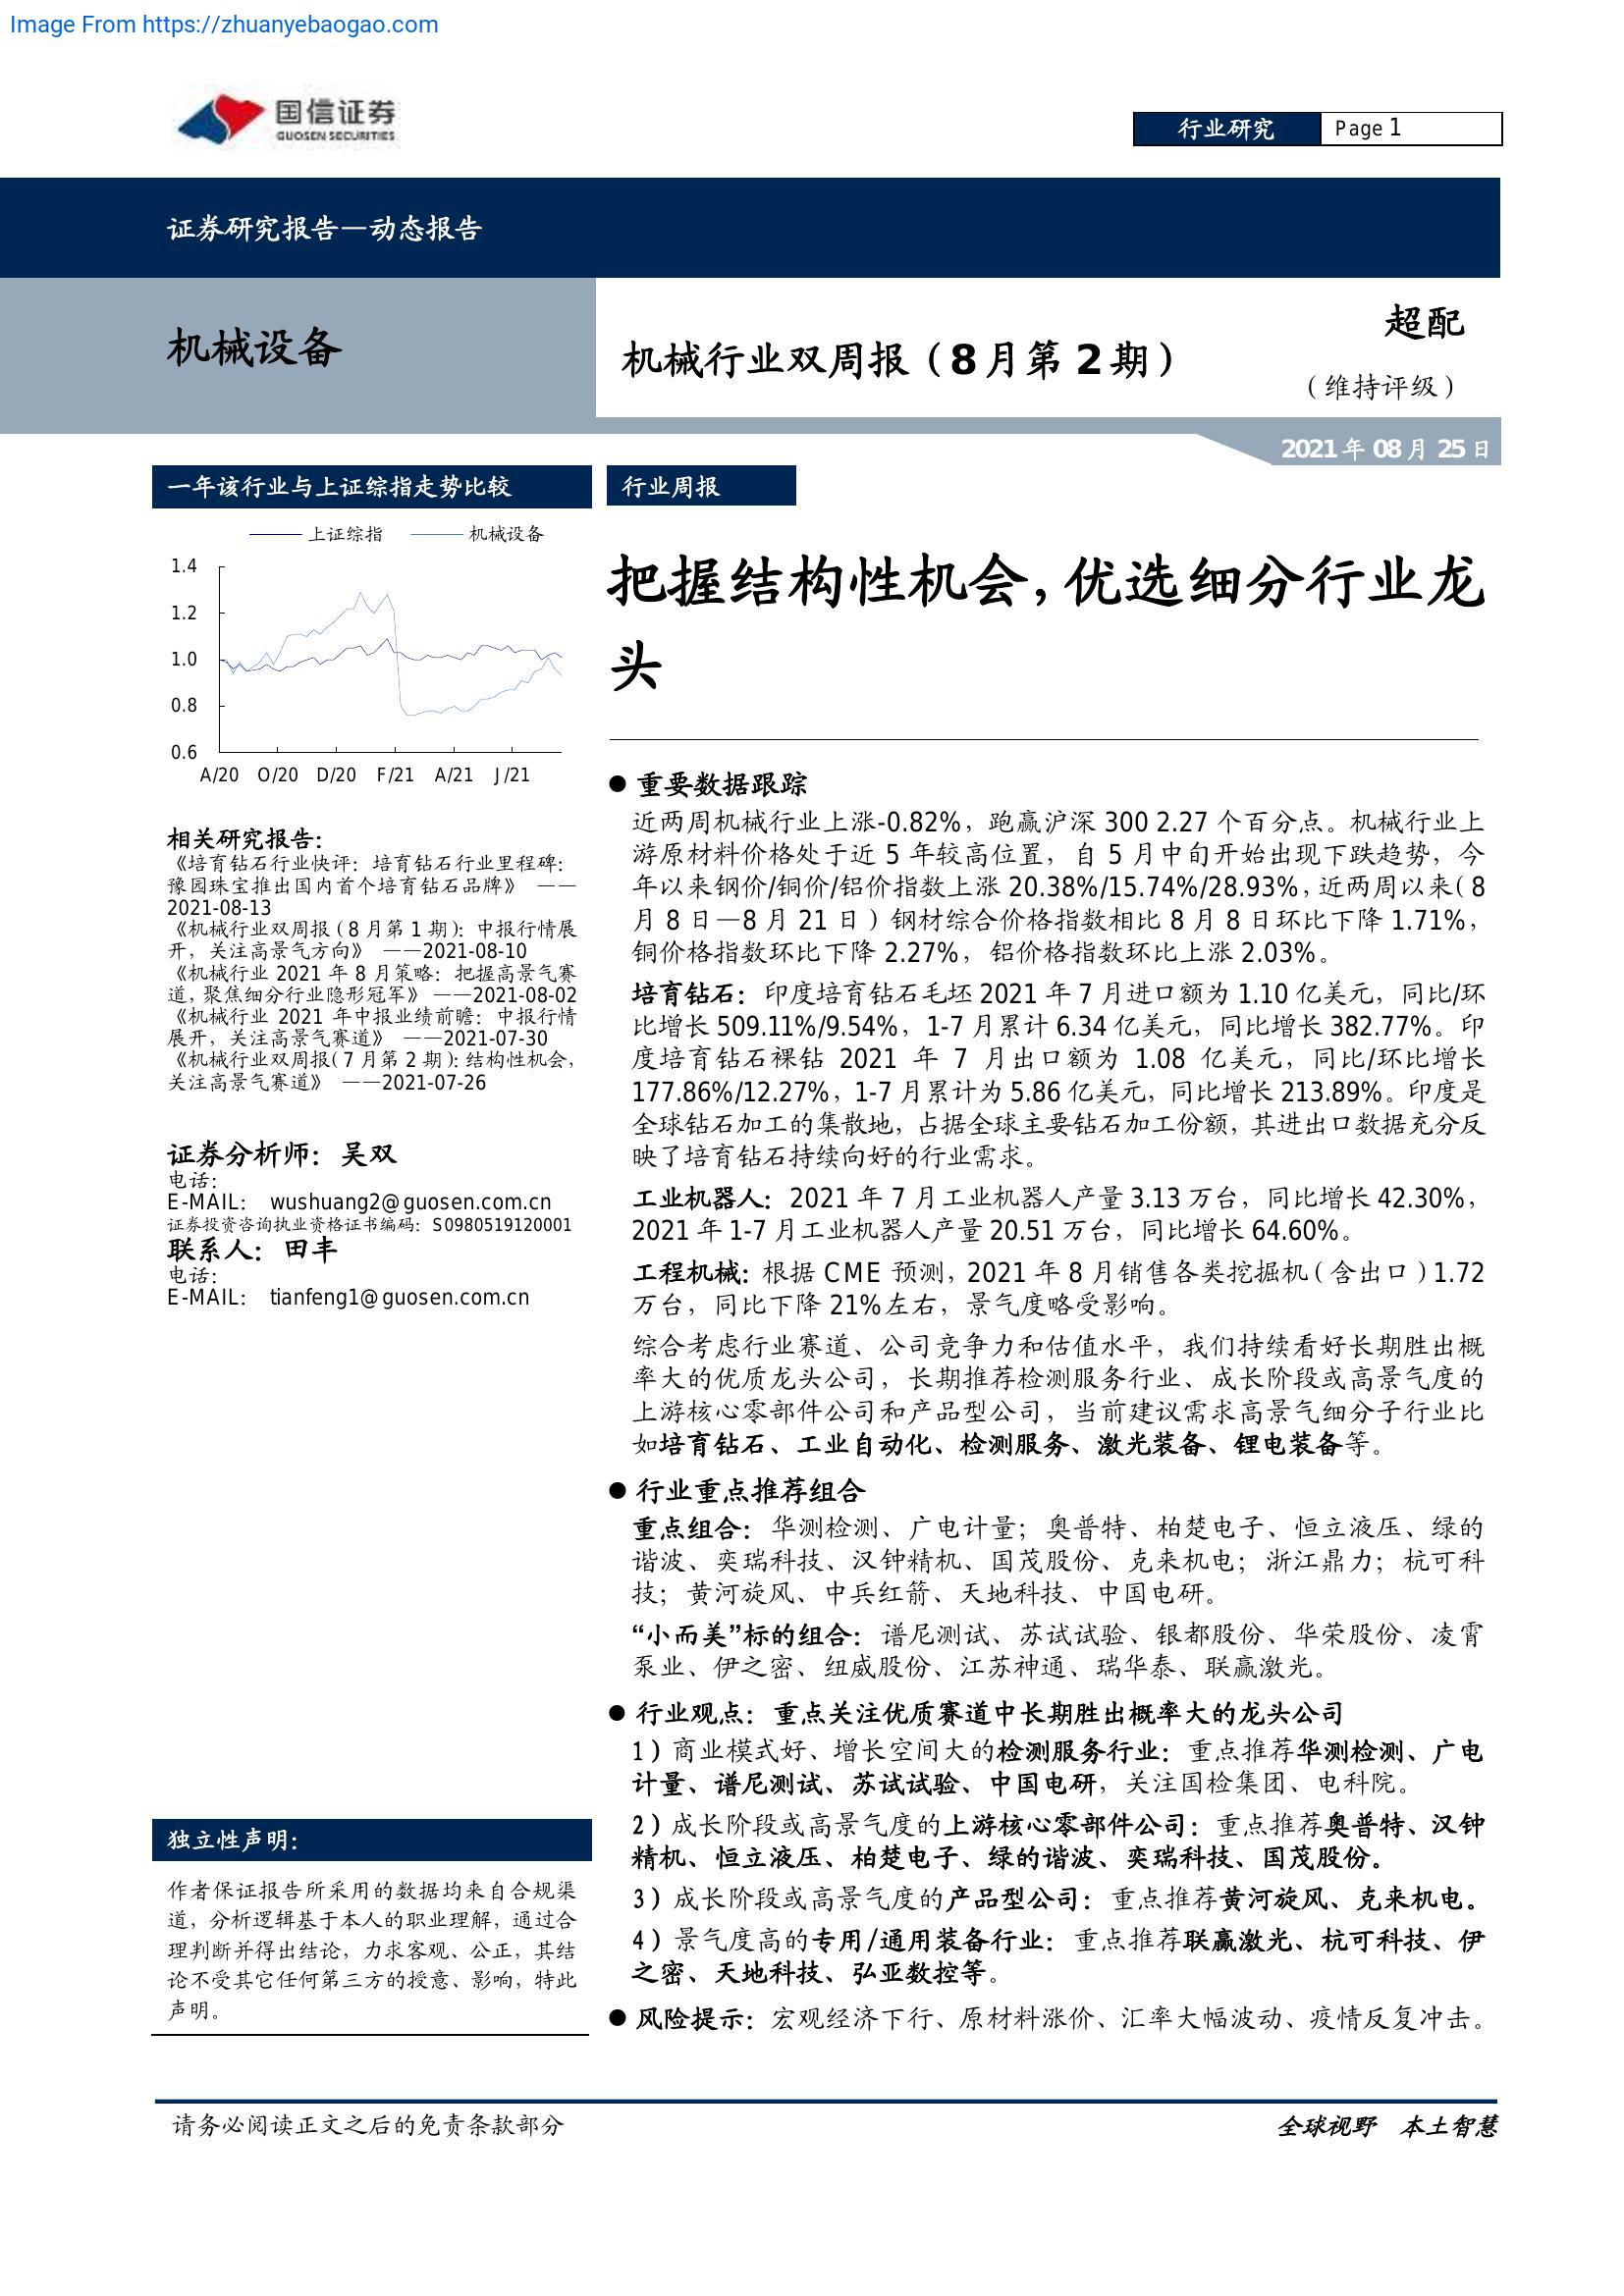 Image From https://zhuanyebaogao.com
国信证券
GUOSEN SECURITIES
行业研究
Page 1
证券研究报告—动态报告
机械设备
机械行业双周报(8月第2期)
超配
(维持评级)
2021年08月25日
一年该行业与上证综指走势比较
上证综指 机械设备
1.4
1.2
1.0
0.8
0.6
A/20 O/20 D/20 F/21 A/21 J/21
相关研究报告:
《培育钻石行业快评:培育钻石行业里程碑:
豫园珠宝推出国内首个培育钻石品牌》 ——
2021-08-13
《机械行业双周报(8月第1期):中报行情展
开,关注高景气方向》 ——2021-08-10
《机械行业 2021 年 8 月策略:把握高景气赛
道,聚焦细分行业隐形冠军》 ——2021-08-02
《机械行业 2021 年中报业绩前瞻:中报行情
展开,关注高景气赛道》 ——2021-07-30
《机械行业双周报(7月第2期):结构性机会,
关注高景气赛道》 ——2021-07-26
证券分析师:吴双
电话:
E-MAIL: wushuang2@guosen.com.cn
证券投资咨询执业资格证书编码:S0980519120001
联系人:田丰
电话:
E-MAIL: tianfeng1@guosen.com.cn
独立性声明:
作者保证报告所采用的数据均来自合规渠
道,分析逻辑基于本人的职业理解,通过合
理判断并得出结论,力求客观、公正,其结
论不受其它任何第三方的授意、影响,特此
声明。
行业周报
把握结构性机会,优选细分行业龙
头
● 重要数据跟踪
近两周机械行业上涨-0.82%,跑赢沪深 300 2.27 个百分点。机械行业上
游原材料价格处于近 5 年较高位置,自 5 月中旬开始出现下跌趋势,今
年以来钢价/铜价/铝价指数上涨 20.38%/15.74%/28.93%,近两周以来(8
月 8 日—8 月 21 日)钢材综合价格指数相比 8 月 8 日环比下降 1.71%,
铜价格指数环比下降 2.27%,铝价格指数环比上涨 2.03%。
培育钻石:印度培育钻石毛坯 2021 年 7 月进口额为 1.10 亿美元,同比/环
比增长 509.11%/9.54%,1-7 月累计 6.34 亿美元,同比增长 382.77%。印
度培育钻石裸钻 2021 年 7 月出口额为 1.08 亿美元,同比/环比增长
177.86%/12.27%,1-7 月累计为 5.86 亿美元,同比增长 213.89%。印度是
全球钻石加工的集散地,占据全球主要钻石加工份额,其进出口数据充分反
映了培育钻石持续向好的行业需求。
工业机器人:2021 年 7 月工业机器人产量 3.13 万台,同比增长 42.30%,
2021 年 1-7 月工业机器人产量 20.51 万台,同比增长 64.60%。
工程机械:根据 CME 预测,2021 年 8 月销售各类挖掘机(含出口)1.72
万台,同比下降 21%左右,景气度略受影响。
综合考虑行业赛道、公司竞争力和估值水平,我们持续看好长期胜出概
率大的优质龙头公司,长期推荐检测服务行业、成长阶段或高景气度的
上游核心零部件公司和产品型公司,当前建议需求高景气细分子行业比
如培育钻石、工业自动化、检测服务、激光装备、锂电装备等。
● 行业重点推荐组合
重点组合:华测检测、广电计量;奥普特、柏楚电子、恒立液压、绿的
谐波、奕瑞科技、汉钟精机、国茂股份、克来机电;浙江鼎力;杭可科
技;黄河旋风、中兵红箭、天地科技、中国电研。
“小而美”标的组合:谱尼测试、苏试试验、银都股份、华荣股份、凌霄
泵业、伊之密、纽威股份、江苏神通、瑞华泰、联赢激光。
● 行业观点:重点关注优质赛道中长期胜出概率大的龙头公司
1)商业模式好、增长空间大的检测服务行业:重点推荐华测检测、广电
计量、谱尼测试、苏试试验、中国电研,关注国检集团、电科院。
2)成长阶段或高景气度的上游核心零部件公司:重点推荐奥普特、汉钟
精机、恒立液压、柏楚电子、绿的谐波、奕瑞科技、国茂股份。
3)成长阶段或高景气度的产品型公司:重点推荐黄河旋风、克来机电。
4)景气度高的专用/通用装备行业:重点推荐联赢激光、杭可科技、伊
之密、天地科技、弘亚数控等。
● 风险提示:宏观经济下行、原材料涨价、汇率大幅波动、疫情反复冲击。
请务必阅读正文之后的免责条款部分
全球视野 本土智慧